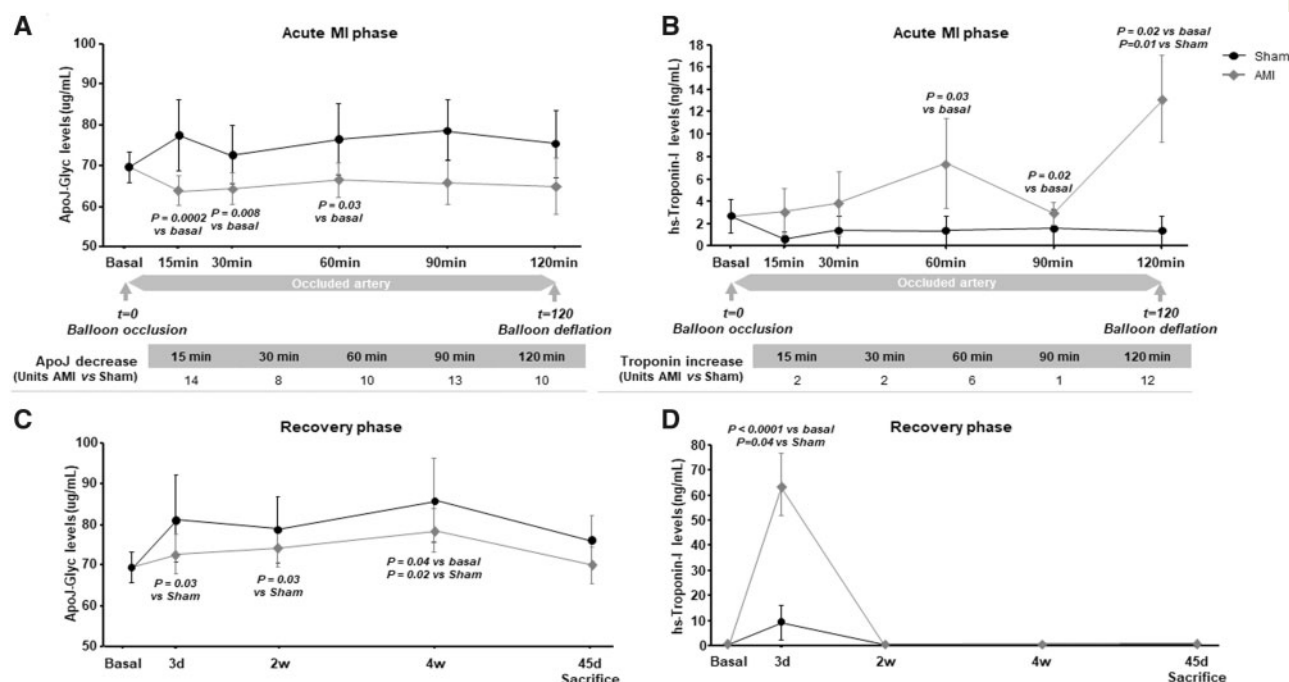 A
Acute MI phase
ApoJ-Glyc levels (ug/mL)
100
90
80
70
60
50
P = 0.0002
vs basal
P = 0.008
vs basal
P = 0.03
vs basal
Basal 15min 30min 60min 90min 120min
Occluded artery
t=0
Balloon occlusion
t=120
Balloon deflation
ApoJ decrease
(Units AMI vs Sham)
15 min 30 min 60 min 90 min 120 min
14 8 10 13 10
B
Acute MI phase
hs-Troponin-I levels (ng/mL)
18
16
14
12
10
8
6
4
2
0
P = 0.03
vs basal
P = 0.02
vs basal
P = 0.02 vs basal
P=0.01 vs Sham
Sham
AMI
Basal 15min 30min 60min 90min 120min
Occluded artery
t=0
Balloon occlusion
t=120
Balloon deflation
Troponin increase
(Units AMI vs Sham)
15 min 30 min 60 min 90 min 120 min
2 2 6 1 12
C
Recovery phase
ApoJ-Glyc levels (ug/mL)
100
90
80
70
60
50
P = 0.03
vs Sham
P = 0.03
vs Sham
P = 0.04 vs basal
P = 0.02 vs Sham
Basal 3d 2w 4w 45d
Sacrifice
D
Recovery phase
hs-Troponin-I levels (ng/mL)
80
70
60
50
40
30
20
10
0
P < 0.0001 vs basal
P=0.04 vs Sham
Basal 3d 2w 4w 45d
Sacrifice